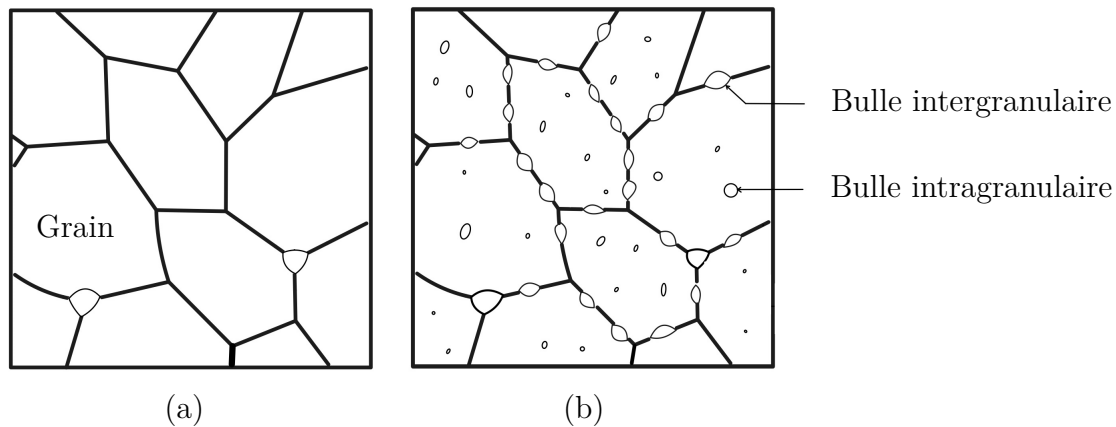 Bulle intergranulaire
Bulle intragranulaire
Grain
(a)
(b)